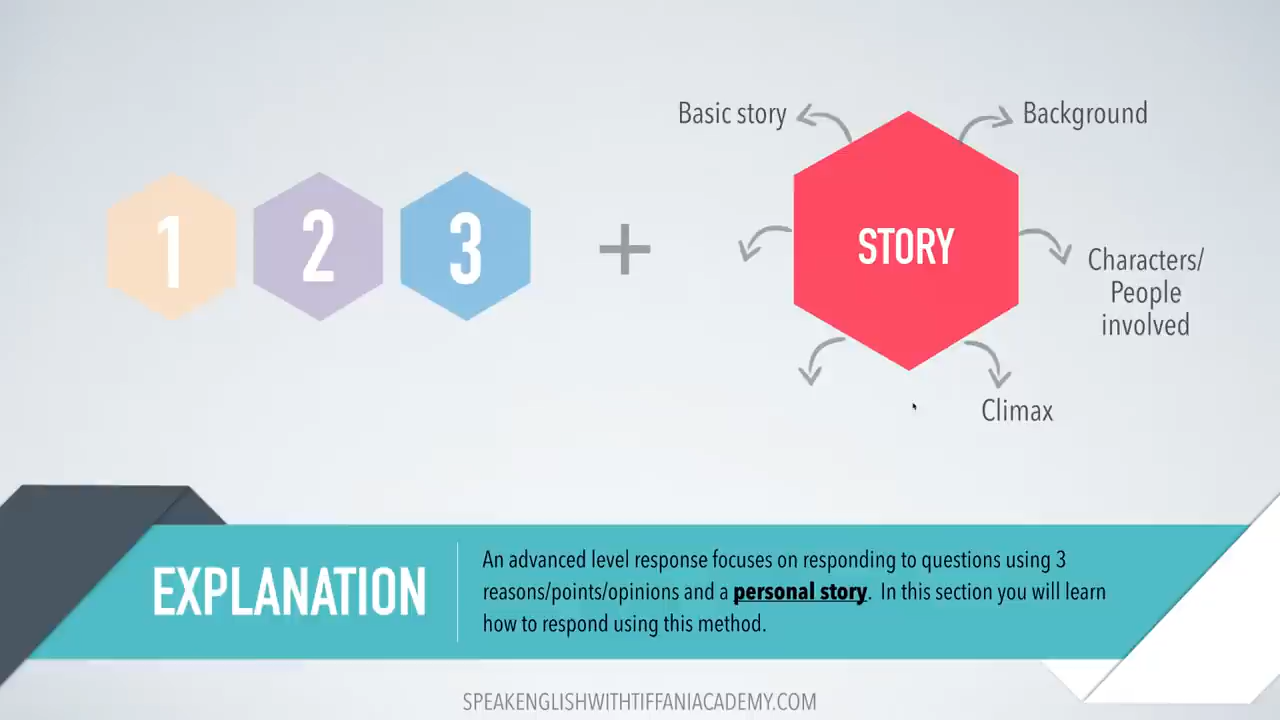 Basic story
Background
1 2 3
+
STORY
Characters/
People
involved
Climax
EXPLANATION
An advanced level response focuses on responding to questions using 3
reasons/points/opinions and a personal story. In this section you will learn
how to respond using this method.
SPEAKENGLISHWITHTIFFANIACADEMY.COM